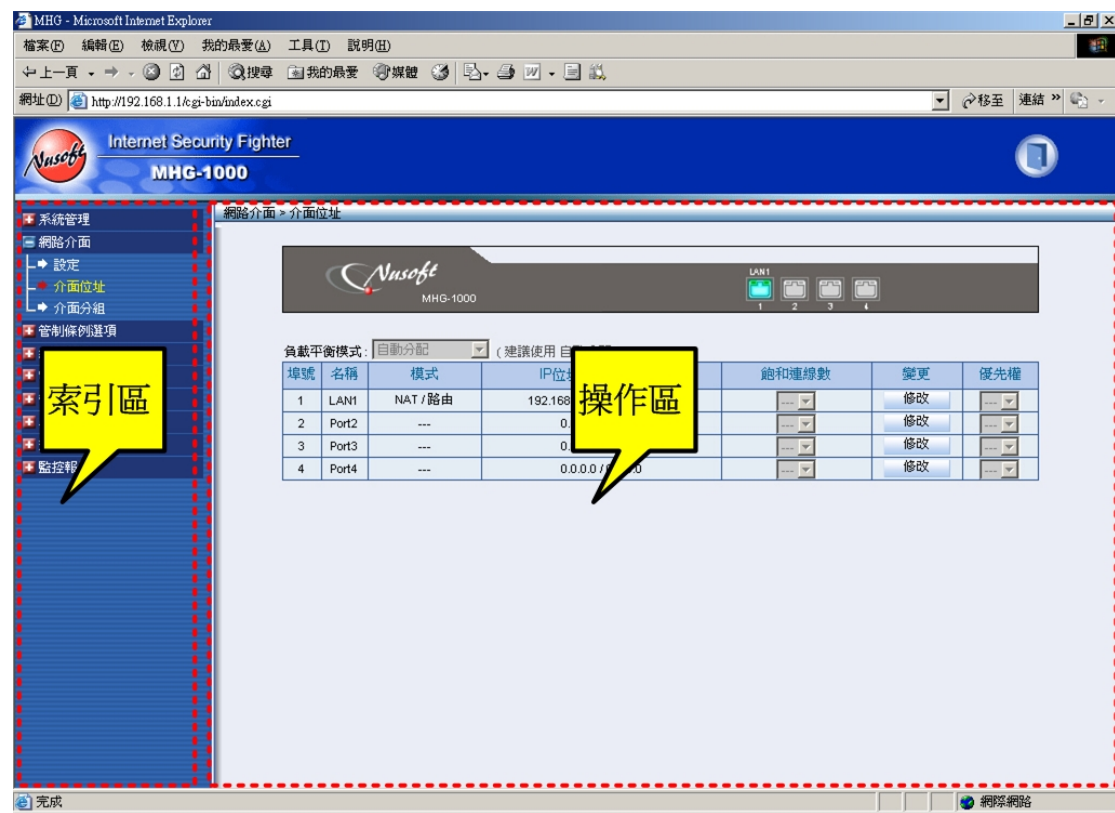 MHG - Microsoft Internet Explorer
檔案(F) 編輯(E) 檢視(V) 我的最愛(A) 工具(T) 說明(H)
上一頁 搜尋 我的最愛 媒體
網址(D) http://192.168.1.1/cgi-bin/index.cgi 移至 連結 »
Nusoft Internet Security Fighter
MHG-1000
系統管理
網路介面
設定
介面位址
介面分組
管制條例選項
監控報
索引區
網路介面 > 介面位址
Nusoft
MHG-1000
LAN1
1 2 3 4
負載平衡模式: 自動分配 (建議使用
操作區
埠號 名稱 模式 IP位 飽和連線數 變更 優先權
1 LAN1 NAT / 路由 192.168 --- 修改 ---
2 Port2 --- 0. --- 修改 ---
3 Port3 --- 0. --- 修改 ---
4 Port4 --- 0.0.0.0 / --- 修改 ---
完成 網際網路